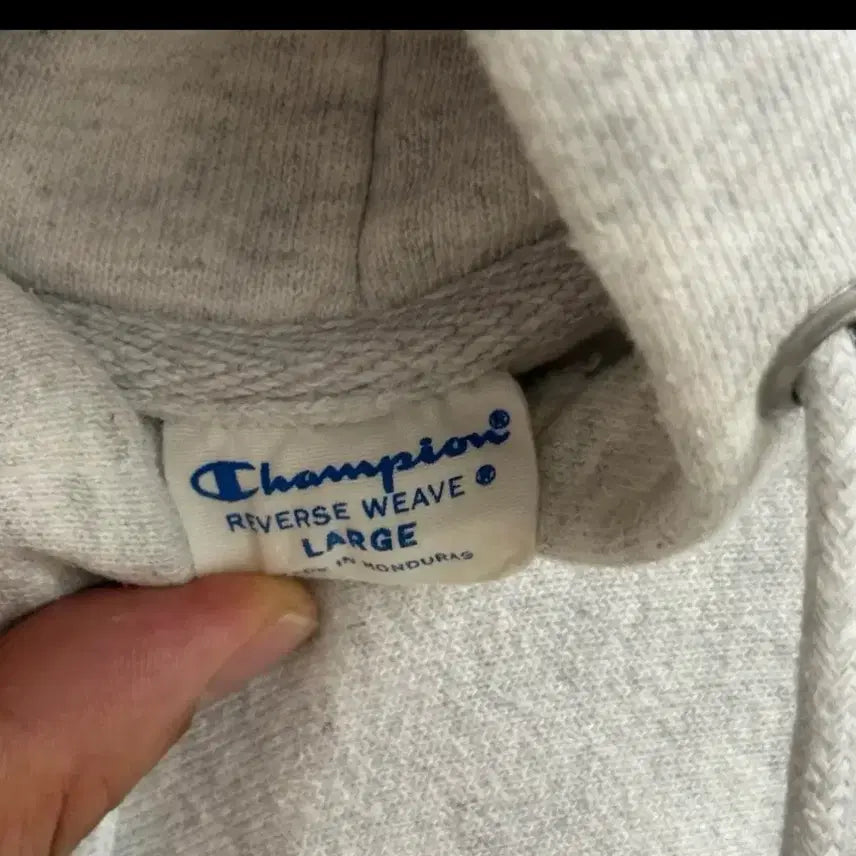 Champion®
REVERSE WEAVE®
LARGE
IN HONDURAS